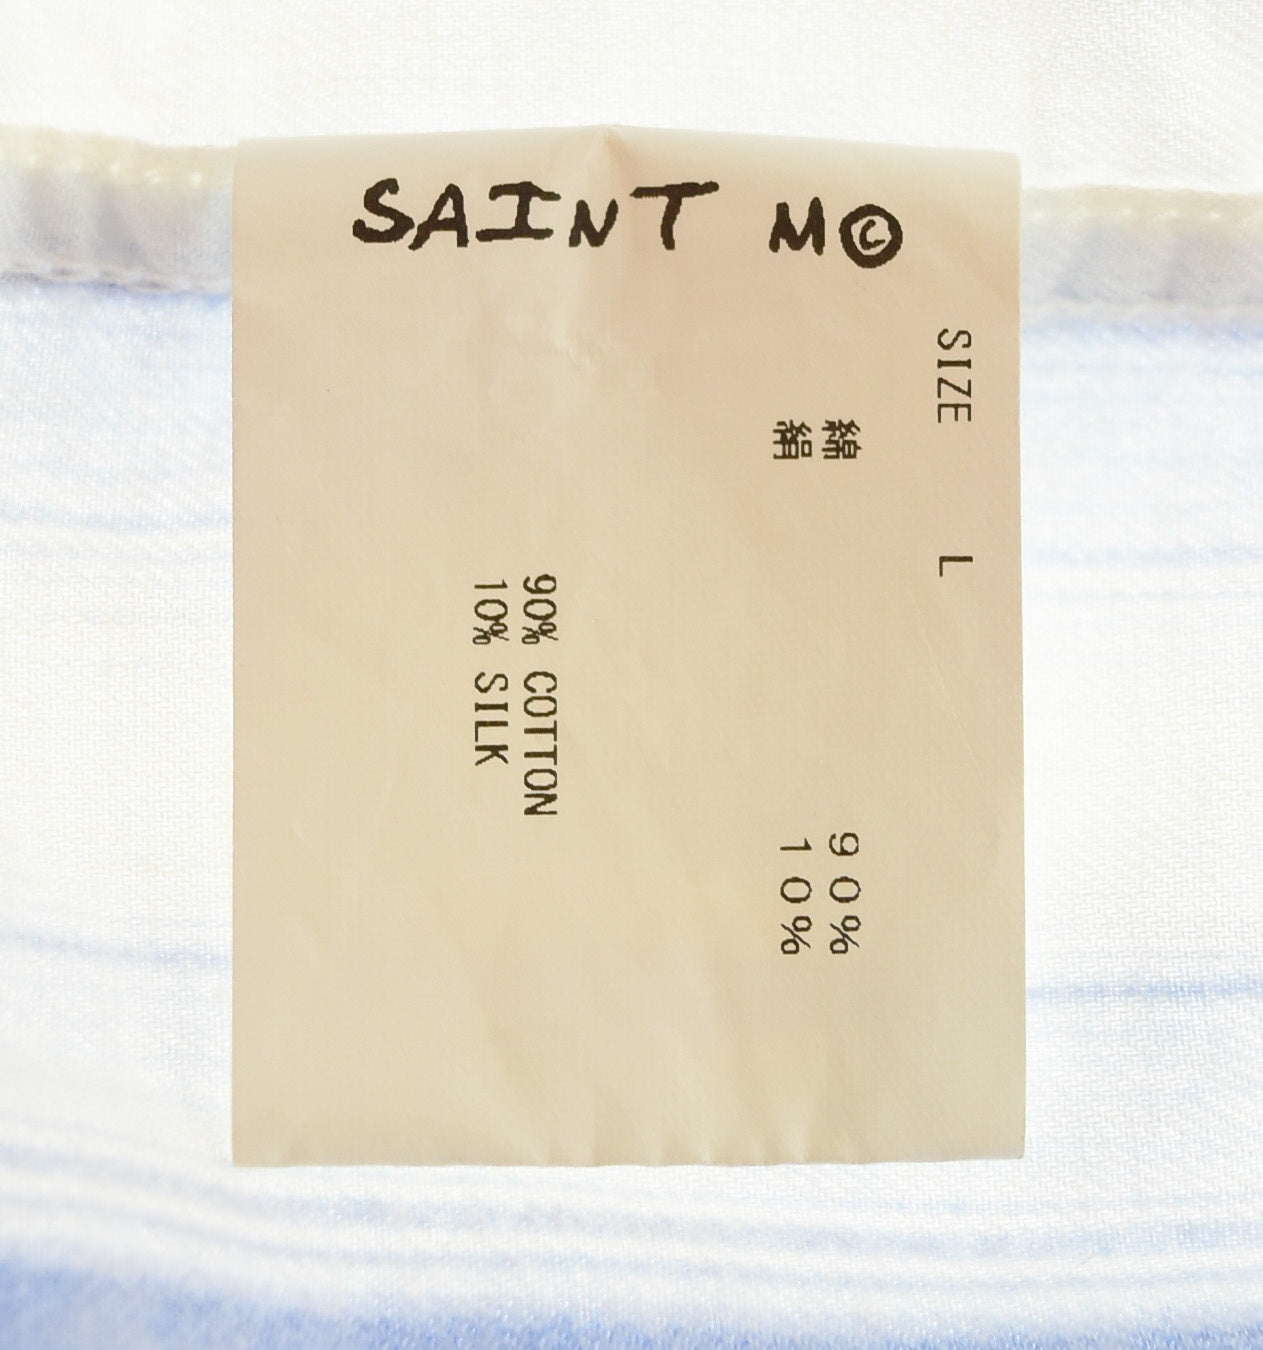 SAINT M©
SIZE L
綿 90%
絹 10%
90% COTTON
10% SILK